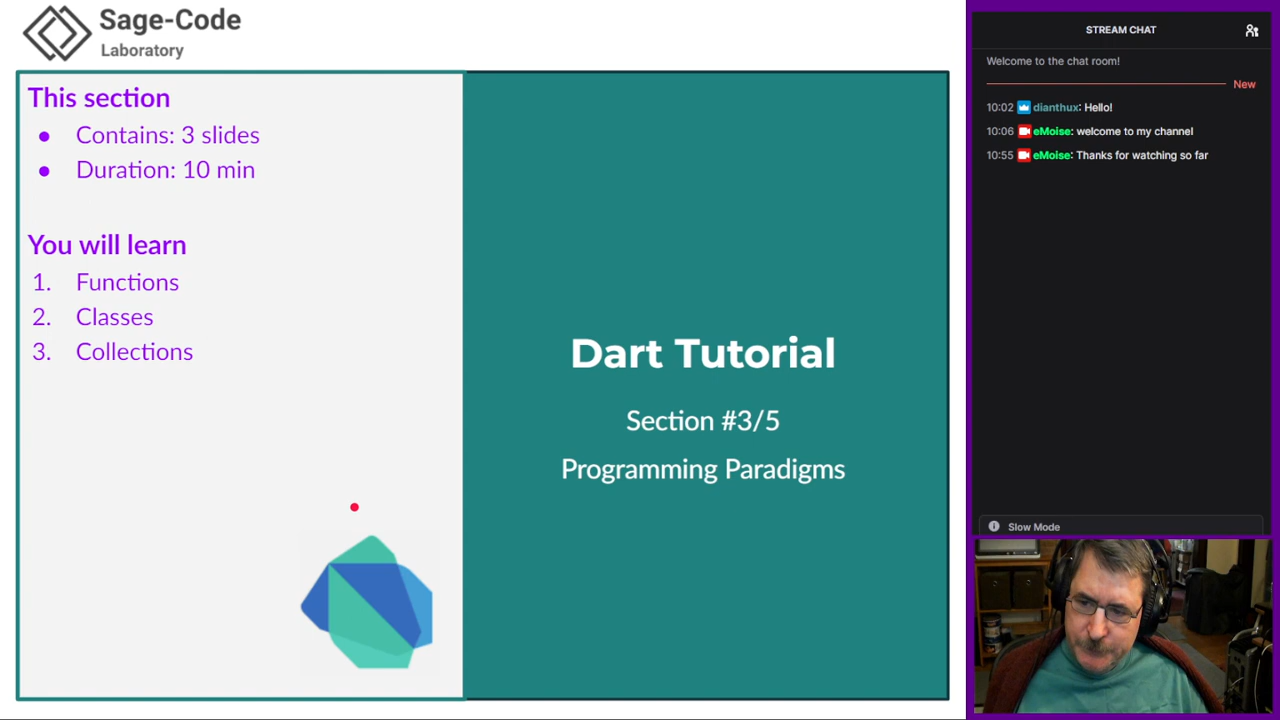 Sage-Code
Laboratory
This section
● Contains: 3 slides
● Duration: 10 min
You will learn
1. Functions
2. Classes
3. Collections
Dart Tutorial
Section #3/5
Programming Paradigms
STREAM CHAT
Welcome to the chat room!
New
10:02 dianthux: Hello!
10:06 eMoise: welcome to my channel
10:55 eMoise: Thanks for watching so far
Slow Mode